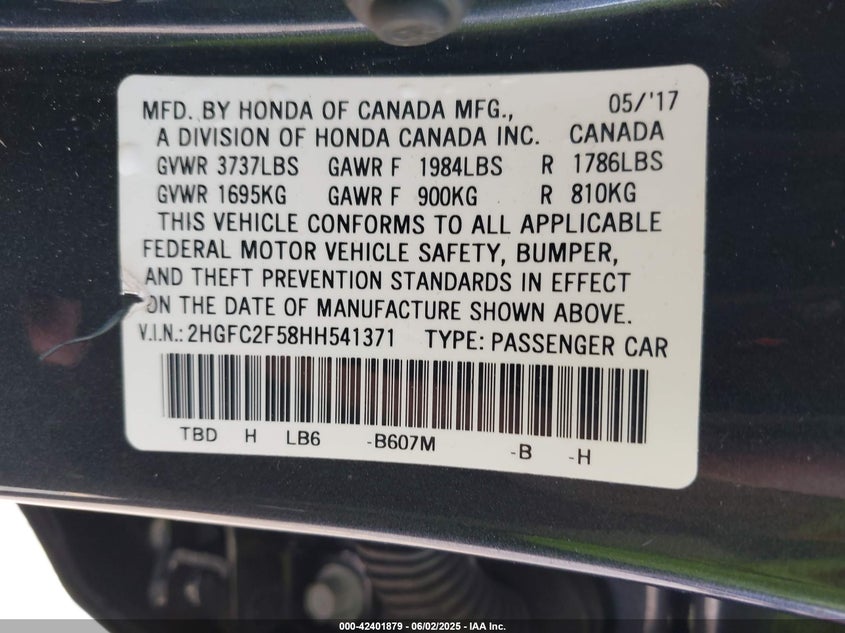 MFD. BY HONDA OF CANADA MFG., 05/'17
A DIVISION OF HONDA CANADA INC. CANADA
GVWR 3737LBS GAWR F 1984LBS R 1786LBS
GVWR 1695KG GAWR F 900KG R 810KG
THIS VEHICLE CONFORMS TO ALL APPLICABLE
FEDERAL MOTOR VEHICLE SAFETY, BUMPER,
AND THEFT PREVENTION STANDARDS IN EFFECT
ON THE DATE OF MANUFACTURE SHOWN ABOVE.
V.I.N.: 2HGFC2F58HH541371 TYPE: PASSENGER CAR
TBD H LB6 -B607M -B -H
000-42401879 - 06/02/2025 - IAA Inc.